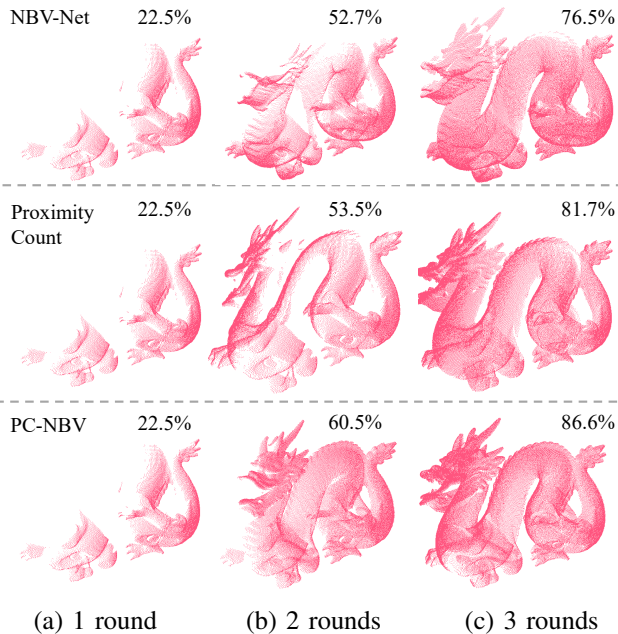 NBV-Net 22.5% 52.7% 76.5%
Proximity 22.5% 53.5% 81.7%
Count
PC-NBV 22.5% 60.5% 86.6%
(a) 1 round (b) 2 rounds (c) 3 rounds